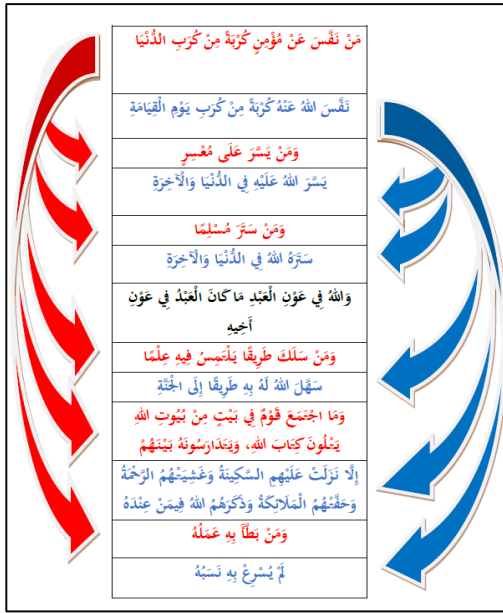 مَنْ نَفَّسَ عَنْ مُؤْمِنٍ كُرْبَةً مِنْ كُرَبِ الدُّنْيَا
نَفَّسَ اللهُ عَنْهُ كُرْبَةً مِنْ كُرَبِ يَوْمِ الْقِيَامَةِ
وَمَنْ يَسَّرَ عَلَى مُعْسِرٍ
يَسَّرَ اللهُ عَلَيْهِ فِي الدُّنْيَا وَالْآخِرَةِ
وَمَنْ سَتَرَ مُسْلِمًا
سَتَرَهُ اللهُ فِي الدُّنْيَا وَالْآخِرَةِ
وَاللهُ فِي عَوْنِ الْعَبْدِ مَا كَانَ الْعَبْدُ فِي عَوْنِ
أَخِيهِ
وَمَنْ سَلَكَ طَرِيقًا يَلْتَمِسُ فِيهِ عِلْمًا
سَهَّلَ اللهُ لَهُ بِهِ طَرِيقًا إِلَى الْجَنَّةِ
وَمَا اجْتَمَعَ قَوْمٌ فِي بَيْتٍ مِنْ بُيُوتِ اللهِ
يَتْلُونَ كِتَابَ اللهِ، وَيَتَدَارَسُونَهُ بَيْنَهُمْ
إِلَّا نَزَلَتْ عَلَيْهِمِ السَّكِينَةُ وَغَشِيَتْهُمُ الرَّحْمَةُ
وَحَفَّتْهُمُ الْمَلَائِكَةُ وَذَكَرَهُمُ اللهُ فِيمَنْ عِنْدَهُ
وَمَنْ بَطَّأَ بِهِ عَمَلُهُ
لَمْ يُسْرِعْ بِهِ نَسَبُهُ